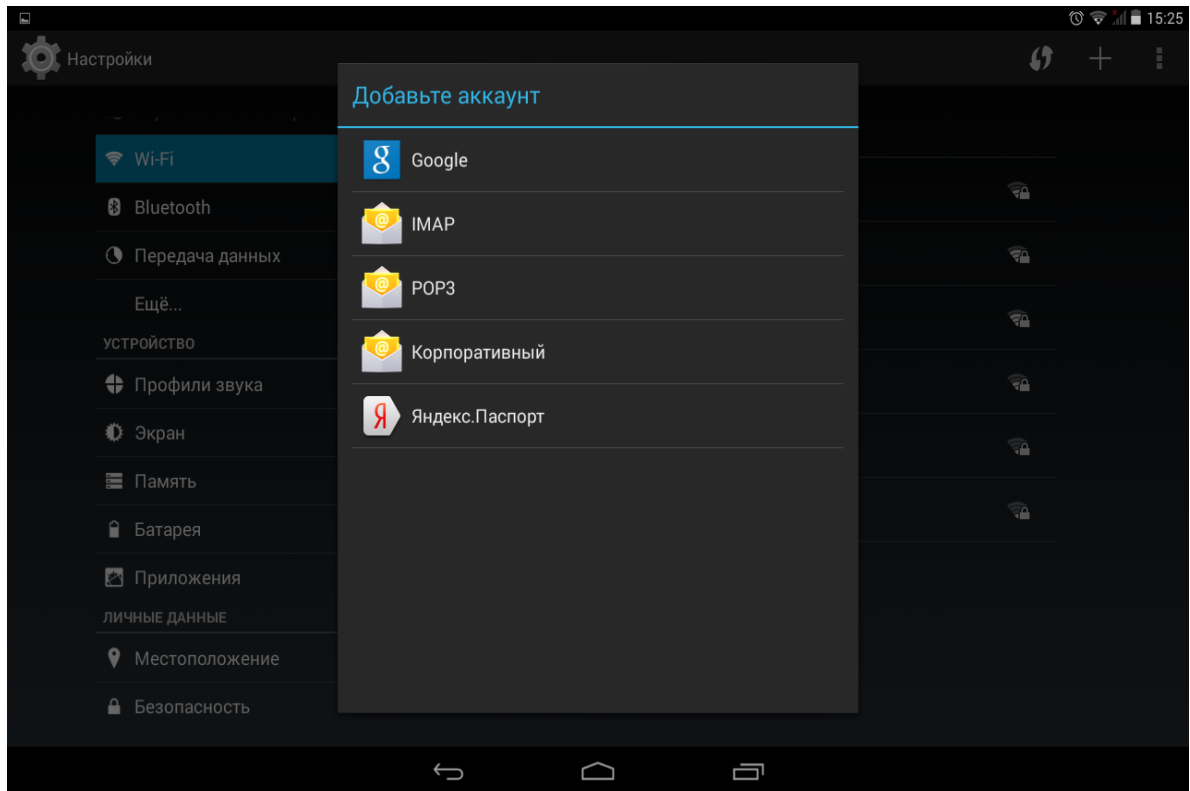 15:25
Настройки
Добавьте аккаунт
Google
IMAP
POP3
Корпоративный
Яндекс.Паспорт
Wi-Fi
Bluetooth
Передача данных
Ещё...
УСТРОЙСТВО
Профили звука
Экран
Память
Батарея
Приложения
ЛИЧНЫЕ ДАННЫЕ
Местоположение
Безопасность